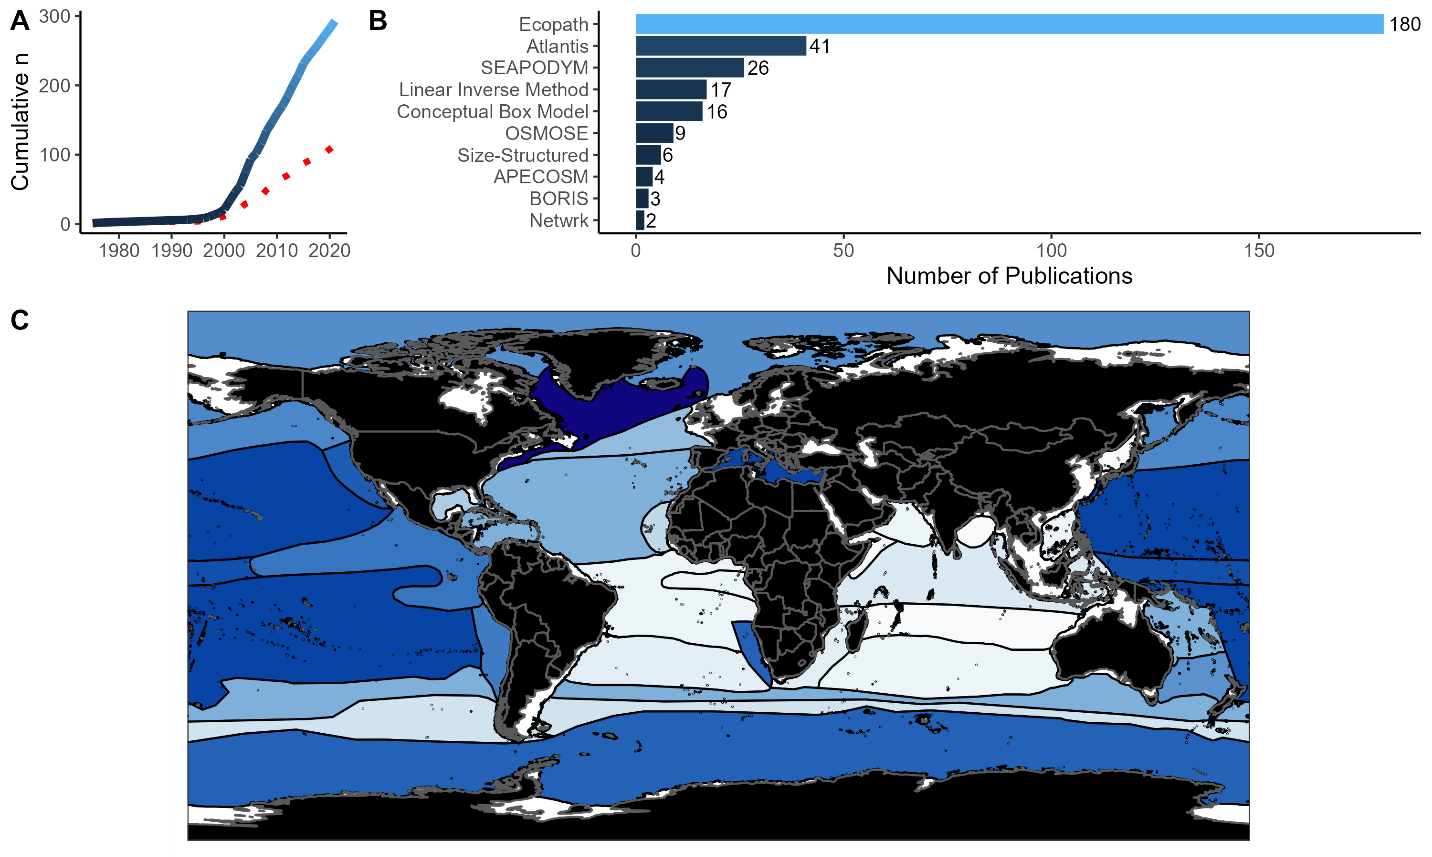 A
Cumulative n
300
200
100
0
1980 1990 2000 2010 2020
B
Ecopath 180
Atlantis 41
SEAPODYM 26
Linear Inverse Method 17
Conceptual Box Model 16
OSMOSE 9
Size-Structured 6
APECOSM 4
BORIS 3
Netwrk 2
0 50 100 150
Number of Publications
C